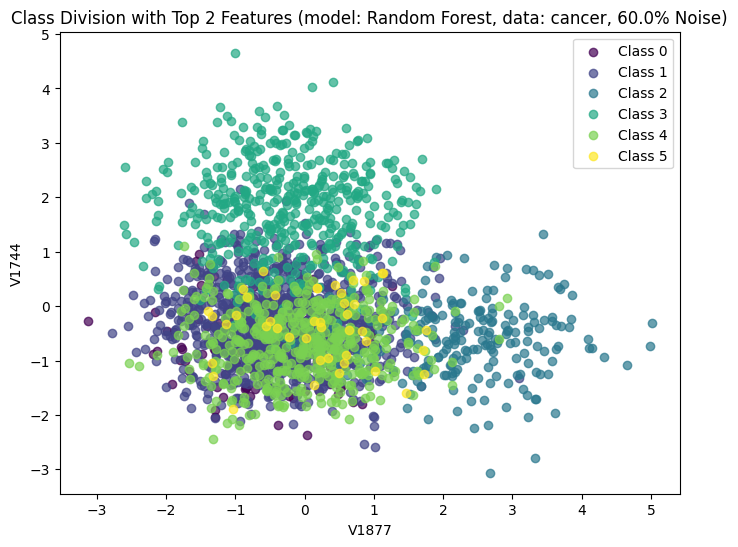 Class Division with Top 2 Features (model: Random Forest, data: cancer, 60.0% Noise)
5
4
3
2
1
0
−1
−2
−3
V1744
Class 0
Class 1
Class 2
Class 3
Class 4
Class 5
−3 −2 −1 0 1 2 3 4 5
V1877